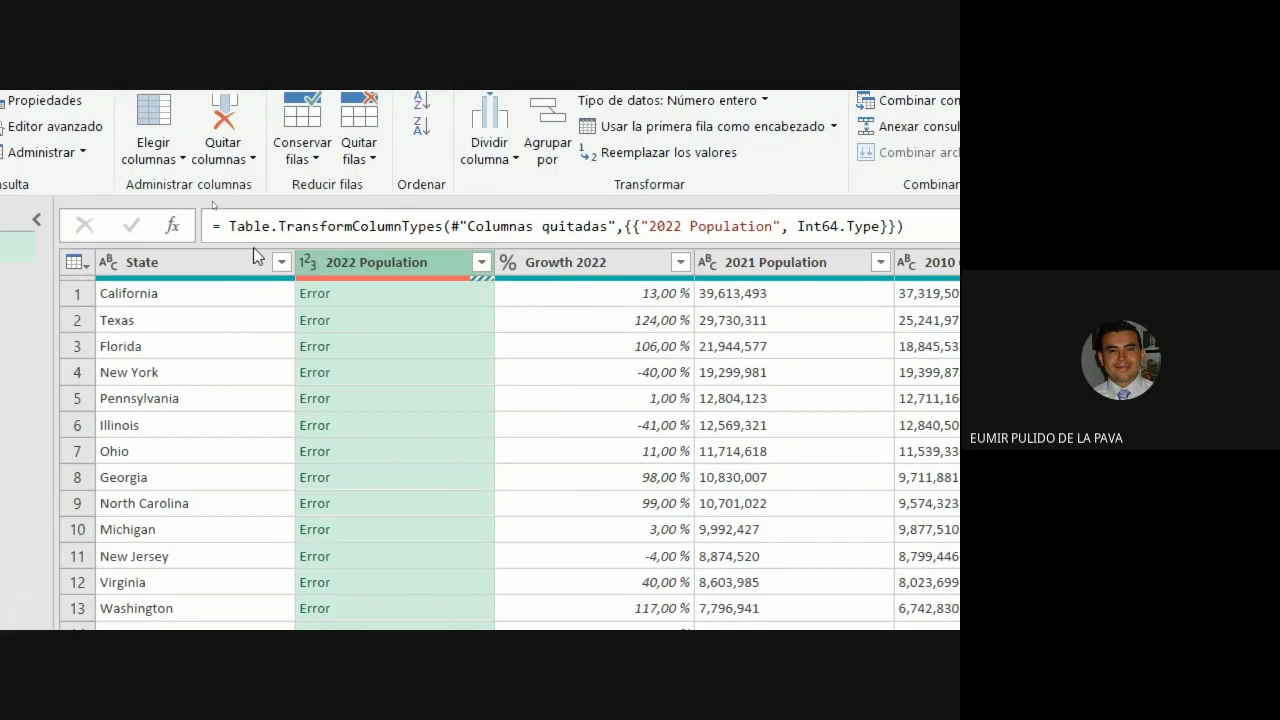 Propiedades
Editor avanzado
Administrar
sulta
Elegir columnas
Quitar columnas
Administrar columnas
Conservar filas
Quitar filas
Reducir filas
A Z
Z A
Ordenar
Dividir columna
Agrupar por
Tipo de datos: Número entero
Usar la primera fila como encabezado
1 2 Reemplazar los valores
Transformar
Combinar con
Anexar consul
Combinar arc
Combinar
fx = Table.TransformColumnTypes(#"Columnas quitadas",{{"2022 Population", Int64.Type}})
ABC State 123 2022 Population % Growth 2022 ABC 2021 Population ABC 2010
1 California Error 13,00 % 39,613,493 37,319,50
2 Texas Error 124,00 % 29,730,311 25,241,97
3 Florida Error 106,00 % 21,944,577 18,845,53
4 New York Error -40,00 % 19,299,981 19,399,87
5 Pennsylvania Error 1,00 % 12,804,123 12,711,16
6 Illinois Error -41,00 % 12,569,321 12,840,50
7 Ohio Error 11,00 % 11,714,618 11,539,33
8 Georgia Error 98,00 % 10,830,007 9,711,881
9 North Carolina Error 99,00 % 10,701,022 9,574,323
10 Michigan Error 3,00 % 9,992,427 9,877,510
11 New Jersey Error -4,00 % 8,874,520 8,799,446
12 Virginia Error 40,00 % 8,603,985 8,023,699
13 Washington Error 117,00 % 7,796,941 6,742,830
EUMIR PULIDO DE LA PAVA